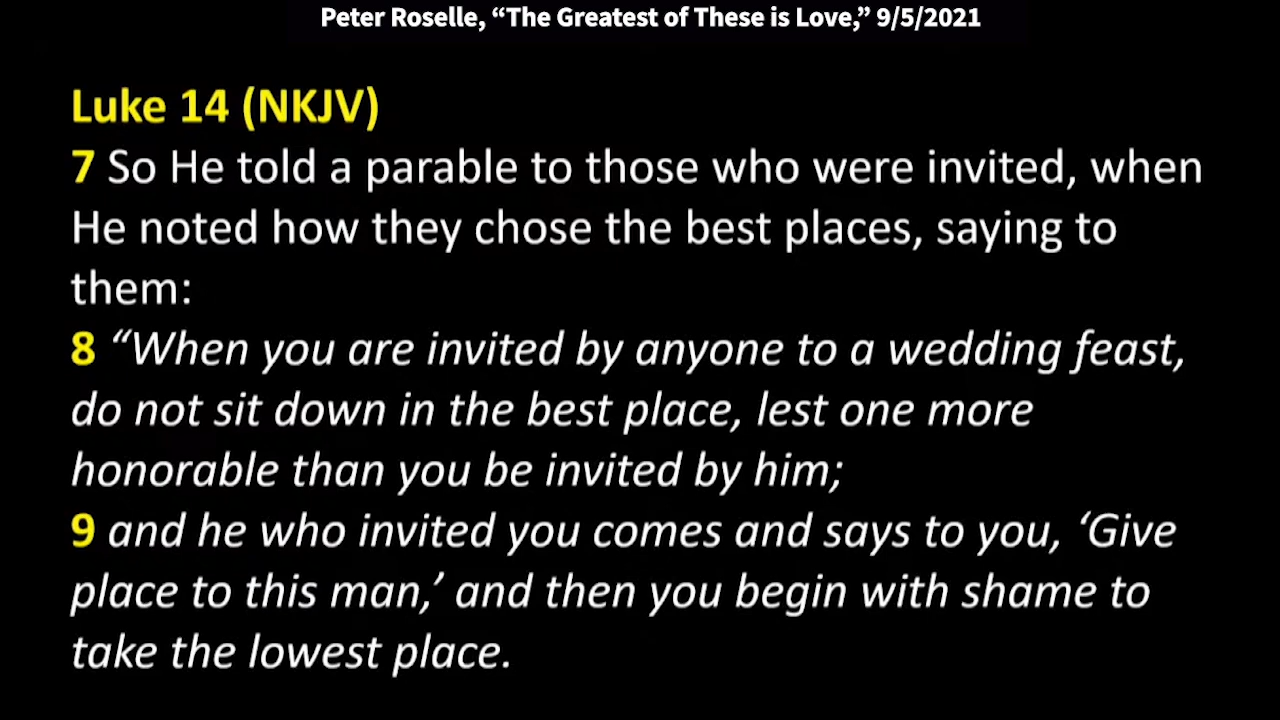 Peter Roselle, “The Greatest of These is Love,” 9/5/2021
Luke 14 (NKJV)
7 So He told a parable to those who were invited, when
He noted how they chose the best places, saying to
them:
8 “When you are invited by anyone to a wedding feast,
do not sit down in the best place, lest one more
honorable than you be invited by him;
9 and he who invited you comes and says to you, ‘Give
place to this man,’ and then you begin with shame to
take the lowest place.